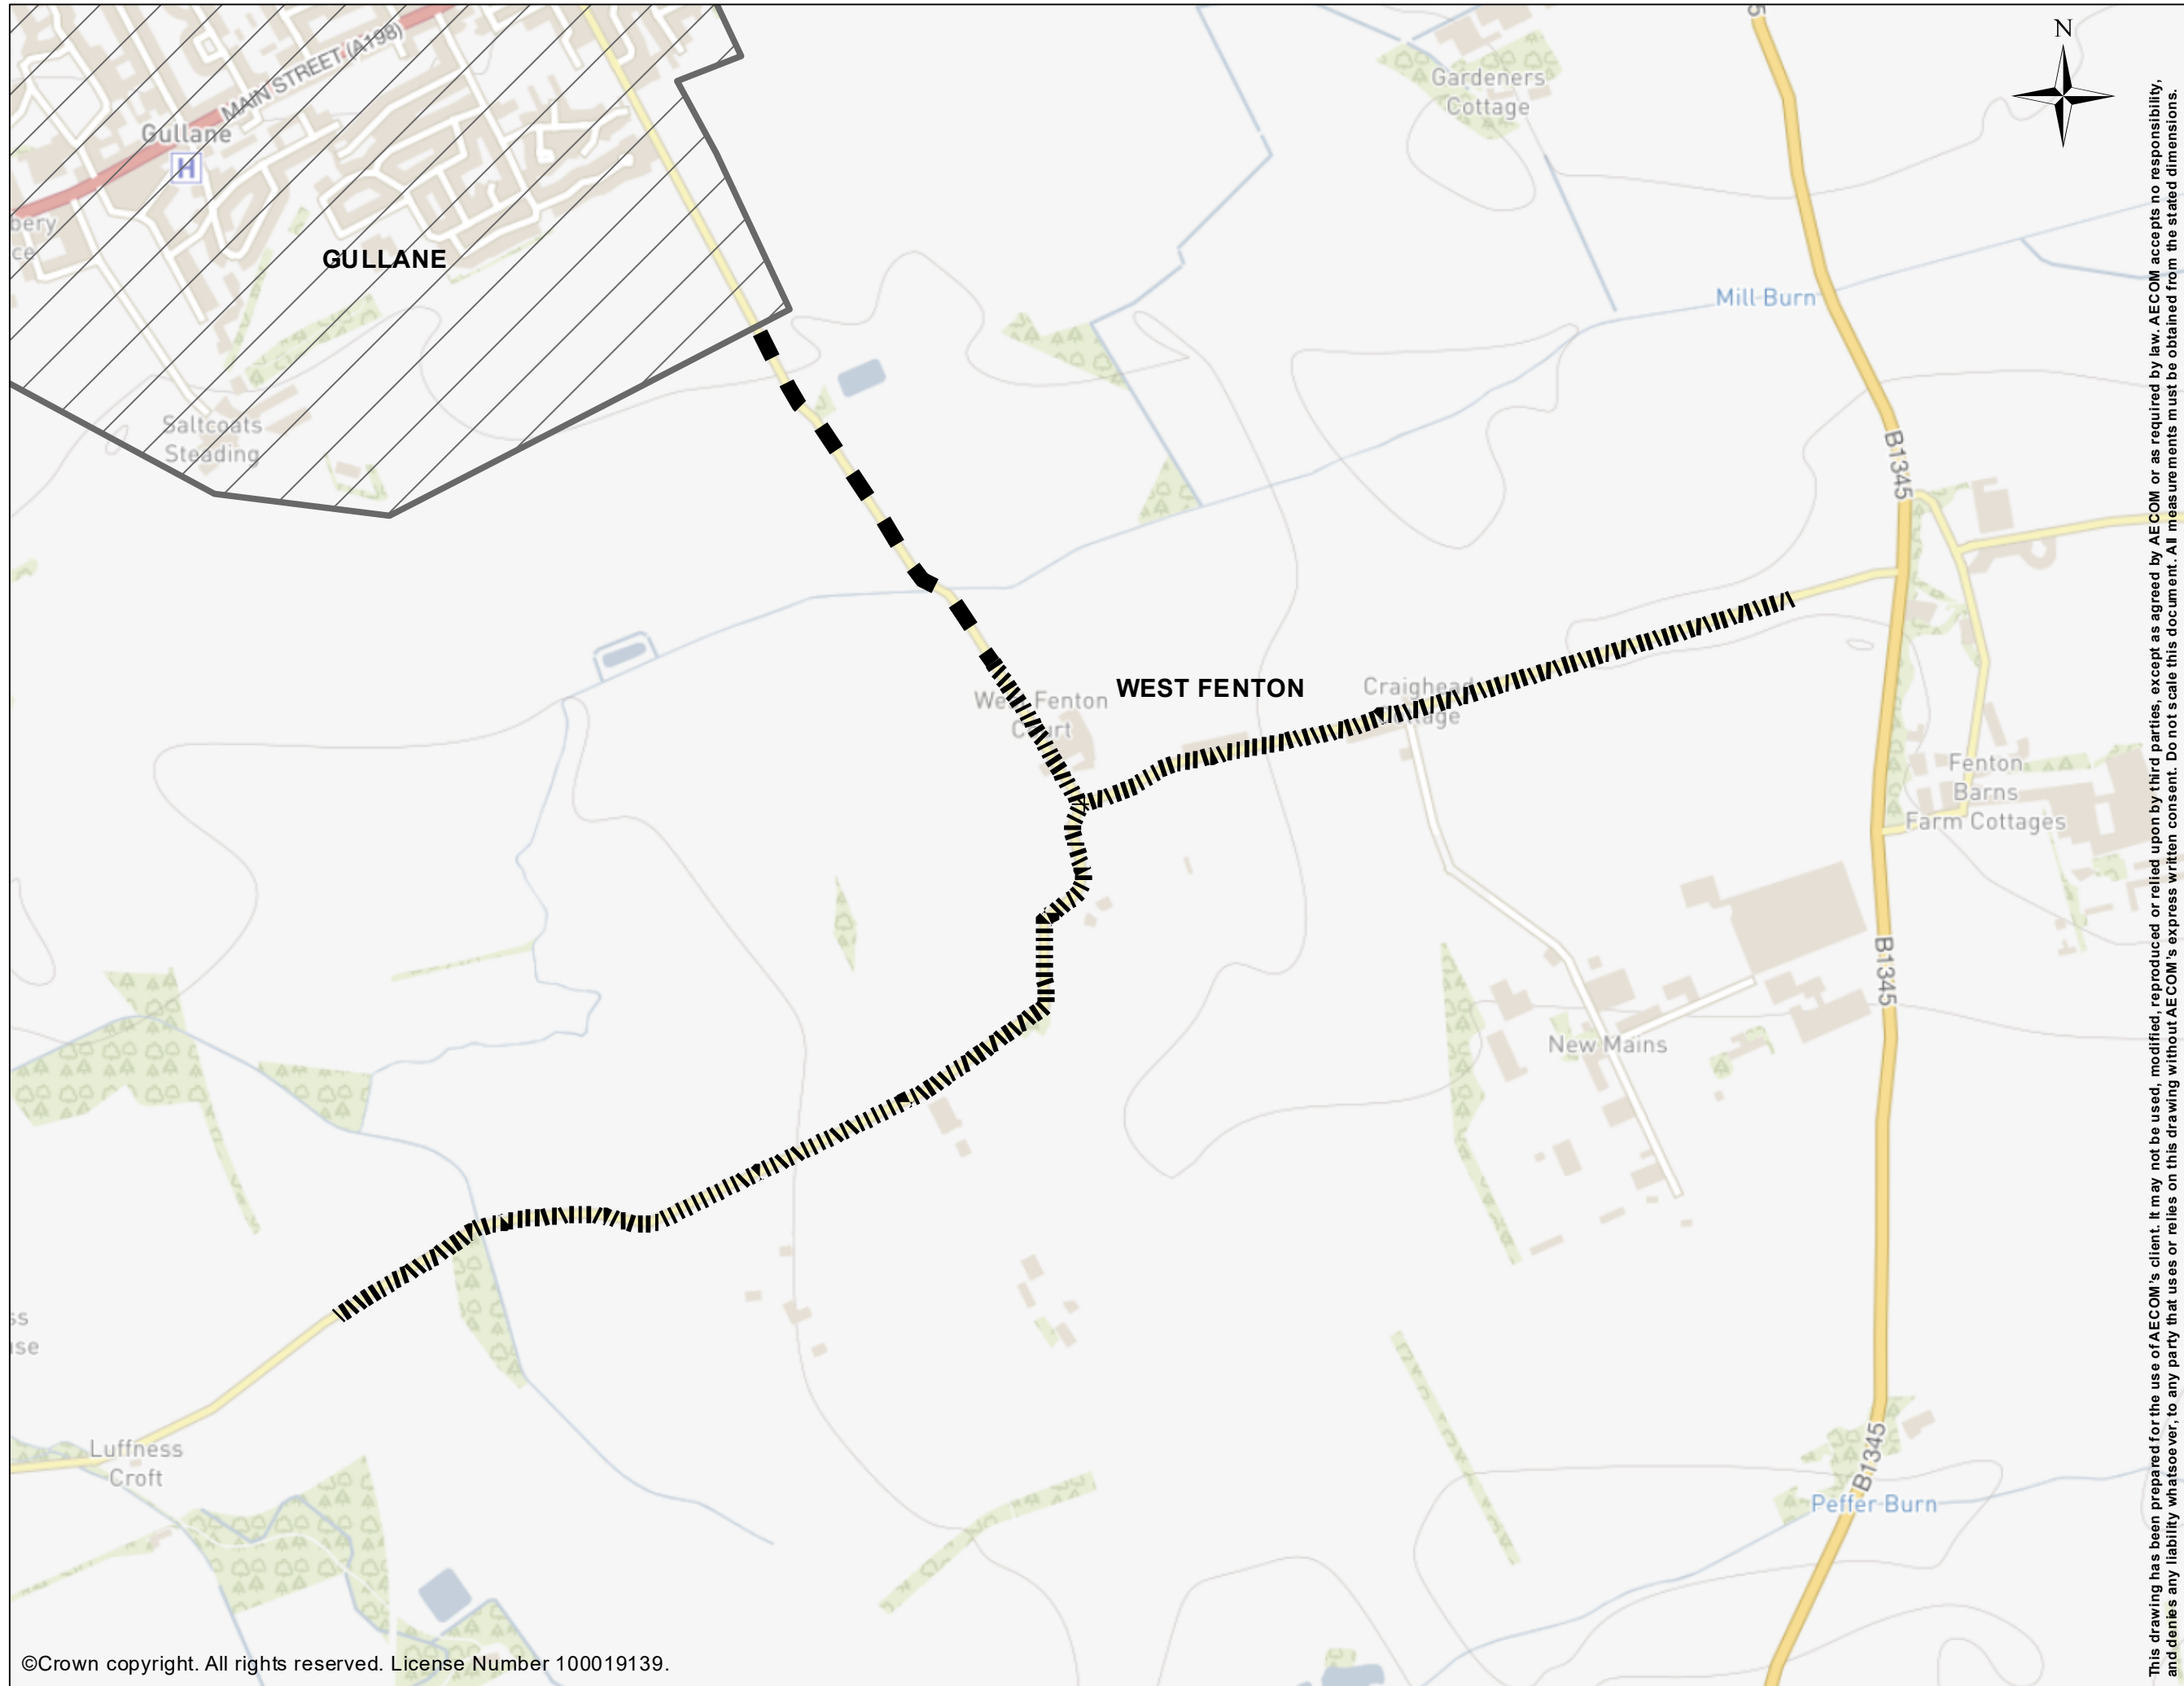 N
MAIN STREET (A198)
Gardeners
Cottage
Gullane
H
GULLANE
Mill Burn
Saltcoats
Steading
B1345
WEST FENTON
West Fenton
Court
Craighead
Cottage
Fenton
Barns
Farm Cottages
B1345
New Mains
Luffness
Croft
B1345
Peffer Burn
©Crown copyright. All rights reserved. License Number 100019139.
This drawing has been prepared for the use of AECOM's client. It may not be used, modified, reproduced or relied upon by third parties, except as agreed by AECOM or as required by law. AECOM accepts no responsibility,
and denies any liability whatsoever, to any party that uses or relies on this drawing without AECOM's express written consent. Do not scale this document. All measurements must be obtained from the stated dimensions.